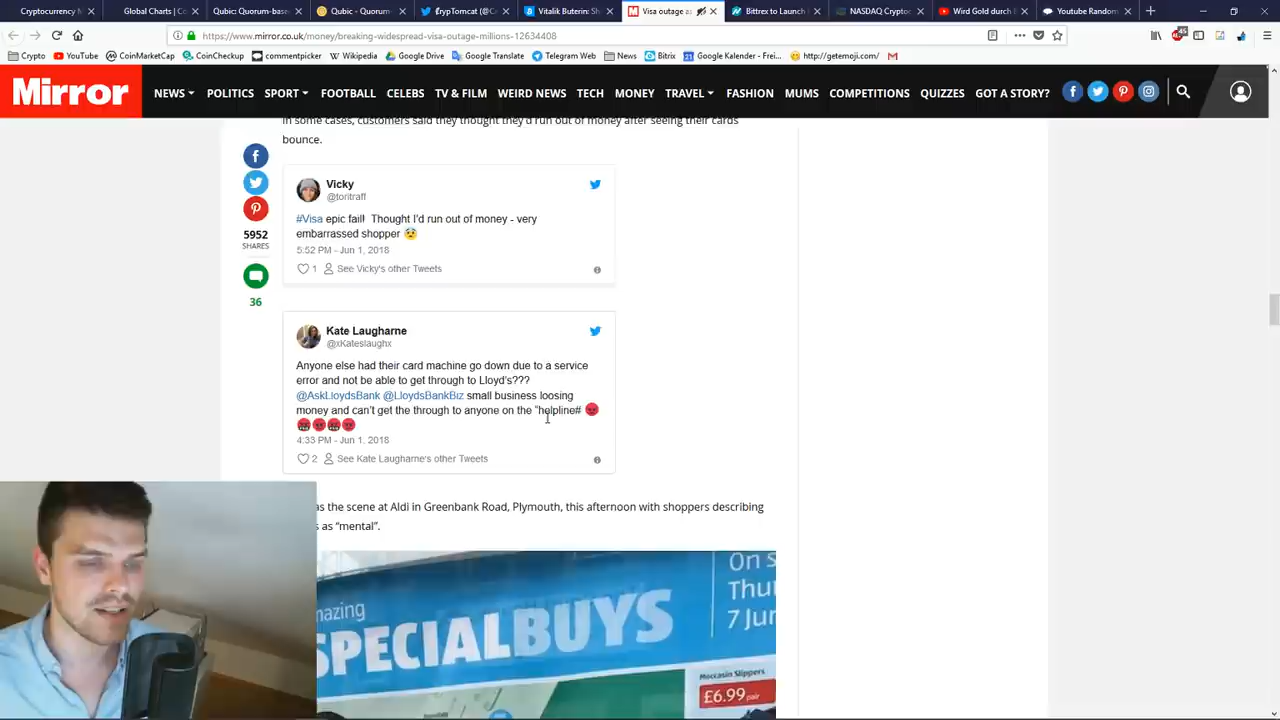 Cryptocurrency M
Global Charts | Co
Qubic: Quorum-base
Qubic - Quorum
CrypTomcat (@C
Vitalik Buterin: Sh
Visa outage a
Bittrex to Launch
NASDAQ Crypto
Wird Gold durch B
YouTube Rando
https://www.mirror.co.uk/money/breaking-widespread-visa-outage-millions-12634408
Crypto
YouTube
CoinMarketCap
CoinCheckup
commentpicker
Wikipedia
Google Drive
Google Translate
Telegram Web
News
Bitrix
Google Kalender - Frei...
http://getemoji.com/
Mirror
NEWS
POLITICS
SPORT
FOOTBALL
CELEBS
TV & FILM
WEIRD NEWS
TECH
MONEY
TRAVEL
FASHION
MUMS
COMPETITIONS
QUIZZES
GOT A STORY?
In some cases, customers said they thought they'd run out of money after seeing their cards
bounce.
5952
SHARES
36
Vicky
@toritraff
#Visa epic fail! Thought I'd run out of money - very
embarrassed shopper
5:52 PM - Jun 1, 2018
1 See Vicky's other Tweets
Kate Laugharne
@xKateslaughx
Anyone else had their card machine go down due to a service
error and not be able to get through to Lloyd's???
@AskLloydsBank @LloydsBankBiz small business loosing
money and can't get the through to anyone on the "helpline#
4:33 PM - Jun 1, 2018
2 See Kate Laugharne's other Tweets
as the scene at Aldi in Greenbank Road, Plymouth, this afternoon with shoppers describing
s as “mental”.
mazing
SPECIALBUYS
On s
Thu
7 Jun
Moccasin Slippers
£6.99 pair